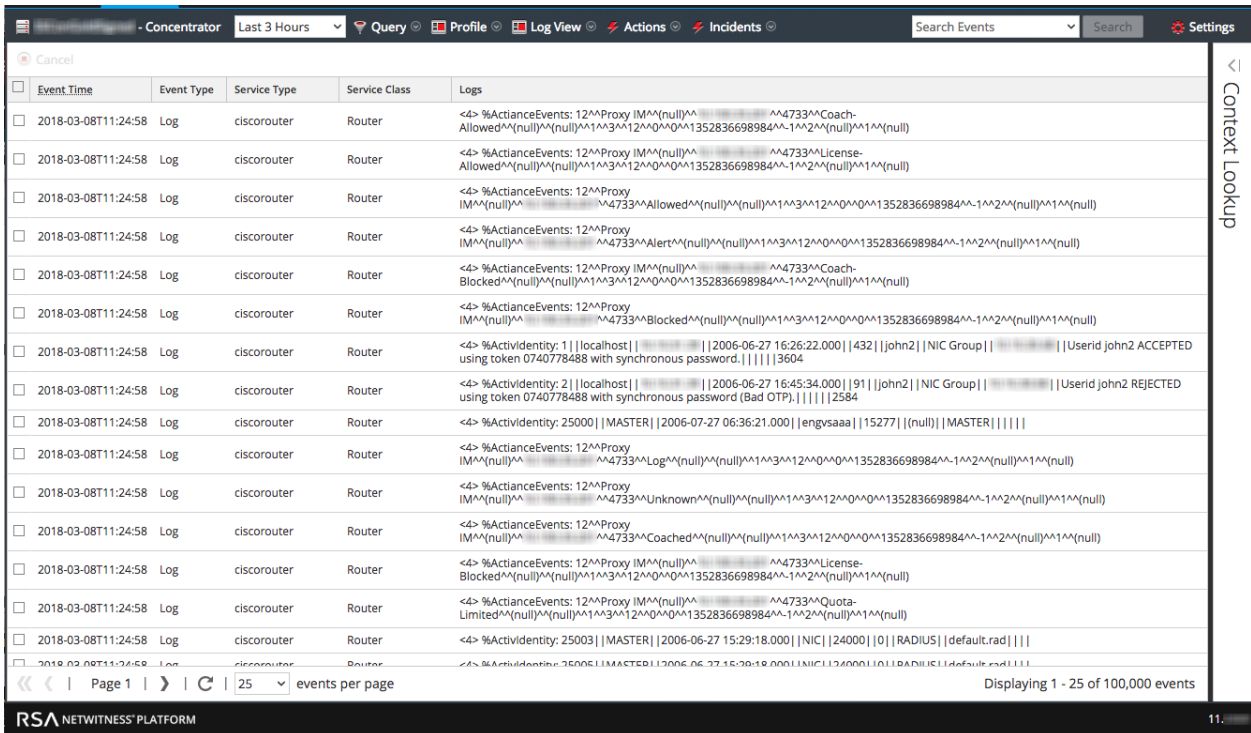 - Concentrator Last 3 Hours Query Profile Log View Actions Incidents Search Events Search Settings
Cancel
Event Time Event Type Service Type Service Class Logs
2018-03-08T11:24:58 Log ciscorouter Router <4> %ActianceEvents: 12^^Proxy IM^^(null)^^ ^^4733^^Coach-
Allowed^^(null)^^(null)^^1^^3^^12^^0^^0^^1352836698984^^-1^^2^^(null)^^1^^(null)
2018-03-08T11:24:58 Log ciscorouter Router <4> %ActianceEvents: 12^^Proxy IM^^(null)^^ ^^4733^^License-
Allowed^^(null)^^(null)^^1^^3^^12^^0^^0^^1352836698984^^-1^^2^^(null)^^1^^(null)
2018-03-08T11:24:58 Log ciscorouter Router <4> %ActianceEvents: 12^^Proxy
IM^^(null)^^ ^^4733^^Allowed^^(null)^^(null)^^1^^3^^12^^0^^0^^1352836698984^^-1^^2^^(null)^^1^^(null)
2018-03-08T11:24:58 Log ciscorouter Router <4> %ActianceEvents: 12^^Proxy
IM^^(null)^^ ^^4733^^Alert^^(null)^^(null)^^1^^3^^12^^0^^0^^1352836698984^^-1^^2^^(null)^^1^^(null)
2018-03-08T11:24:58 Log ciscorouter Router <4> %ActianceEvents: 12^^Proxy IM^^(null)^^ ^^4733^^Coach-
Blocked^^(null)^^(null)^^1^^3^^12^^0^^0^^1352836698984^^-1^^2^^(null)^^1^^(null)
2018-03-08T11:24:58 Log ciscorouter Router <4> %ActianceEvents: 12^^Proxy
IM^^(null)^^ ^^4733^^Blocked^^(null)^^(null)^^1^^3^^12^^0^^0^^1352836698984^^-1^^2^^(null)^^1^^(null)
2018-03-08T11:24:58 Log ciscorouter Router <4> %ActivIdentity: 1||localhost|| ||2006-06-27 16:26:22.000||432||john2||NIC Group|| ||Userid john2 ACCEPTED
using token 0740778488 with synchronous password.||||||3604
2018-03-08T11:24:58 Log ciscorouter Router <4> %ActivIdentity: 2||localhost|| ||2006-06-27 16:45:34.000||91||john2||NIC Group|| ||Userid john2 REJECTED
using token 0740778488 with synchronous password (Bad OTP).||||||2584
2018-03-08T11:24:58 Log ciscorouter Router <4> %ActivIdentity: 25000||MASTER||2006-07-27 06:36:21.000||engvsaaa||15277||(null)||MASTER||||||
2018-03-08T11:24:58 Log ciscorouter Router <4> %ActianceEvents: 12^^Proxy
IM^^(null)^^ ^^4733^^Log^^(null)^^(null)^^1^^3^^12^^0^^0^^1352836698984^^-1^^2^^(null)^^1^^(null)
2018-03-08T11:24:58 Log ciscorouter Router <4> %ActianceEvents: 12^^Proxy
IM^^(null)^^ ^^4733^^Unknown^^(null)^^(null)^^1^^3^^12^^0^^0^^1352836698984^^-1^^2^^(null)^^1^^(null)
2018-03-08T11:24:58 Log ciscorouter Router <4> %ActianceEvents: 12^^Proxy
IM^^(null)^^ ^^4733^^Coached^^(null)^^(null)^^1^^3^^12^^0^^0^^1352836698984^^-1^^2^^(null)^^1^^(null)
2018-03-08T11:24:58 Log ciscorouter Router <4> %ActianceEvents: 12^^Proxy IM^^(null)^^ ^^4733^^License-
Blocked^^(null)^^(null)^^1^^3^^12^^0^^0^^1352836698984^^-1^^2^^(null)^^1^^(null)
2018-03-08T11:24:58 Log ciscorouter Router <4> %ActianceEvents: 12^^Proxy IM^^(null)^^ ^^4733^^Quota-
Limited^^(null)^^(null)^^1^^3^^12^^0^^0^^1352836698984^^-1^^2^^(null)^^1^^(null)
2018-03-08T11:24:58 Log ciscorouter Router <4> %ActivIdentity: 25003||MASTER||2006-06-27 15:29:18.000||NIC||24000||0||RADIUS||default.rad||||
2018-03-08T11:24:58 Log ciscorouter Router <4> %ActivIdentity: 25005||MASTER||2006-06-27 15:29:18.000||NIC||24000||0||RADIUS||default.rad||||
Page 1 25 events per page Displaying 1 - 25 of 100,000 events
Context Lookup
RSA NETWITNESS® PLATFORM 11.